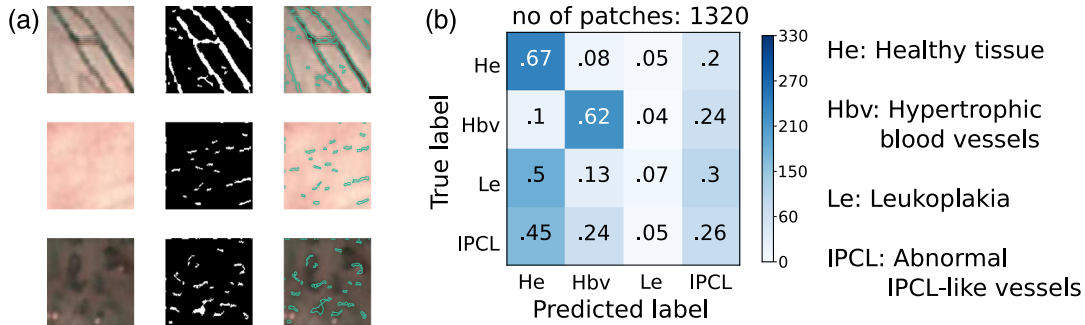 (a)
(b)
no of patches: 1320
True label
He .67 .08 .05 .2
Hbv .1 .62 .04 .24
Le .5 .13 .07 .3
IPCL .45 .24 .05 .26
He Hbv Le IPCL
Predicted label
330
270
210
150
60
0
He: Healthy tissue
Hbv: Hypertrophic
blood vessels
Le: Leukoplakia
IPCL: Abnormal
IPCL-like vessels